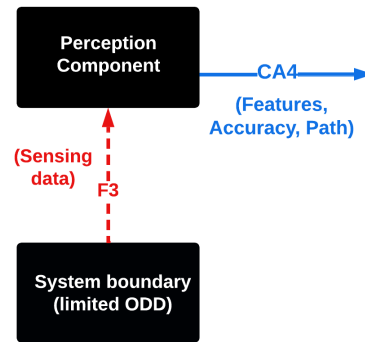 Perception
Component
CA4
(Features,
Accuracy, Path)
(Sensing
data)
F3
System boundary
(limited ODD)